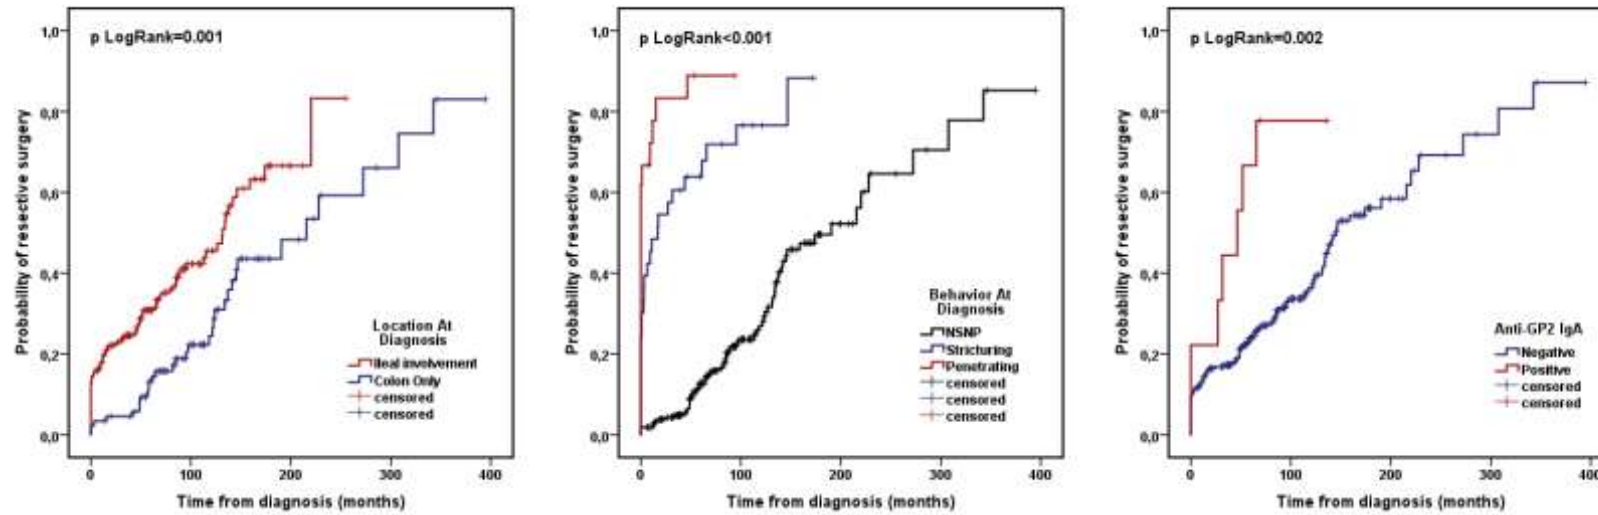 p LogRank=0.001
Probability of resective surgery
1,0
0,8
0,6
0,4
0,2
0,0
Location At
Diagnosis
Ileal involvement
Colon Only
censored
censored
0 100 200 300 400
Time from diagnosis (months)
p LogRank<0.001
Probability of resective surgery
1,0
0,8
0,6
0,4
0,2
0,0
Behavior At
Diagnosis
NSNP
Stricturing
Penetrating
censored
censored
censored
0 100 200 300 400
Time from diagnosis (months)
p LogRank=0.002
Probability of resective surgery
1,0
0,8
0,6
0,4
0,2
0,0
Anti-GP2 IgA
Negative
Positive
censored
censored
0 100 200 300 400
Time from diagnosis (months)